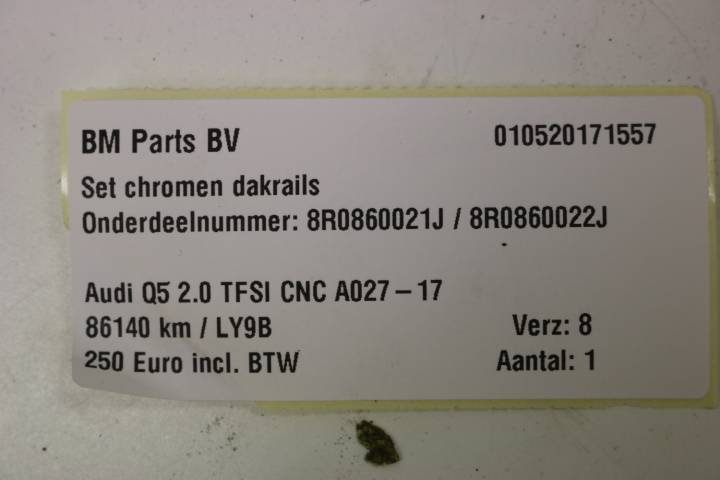 BM Parts BV 010520171557
Set chromen dakrails
Onderdeelnummer: 8R0860021J / 8R0860022J
Audi Q5 2.0 TFSI CNC A027-17
86140 km / LY9B Verz: 8
250 Euro incl. BTW Aantal: 1